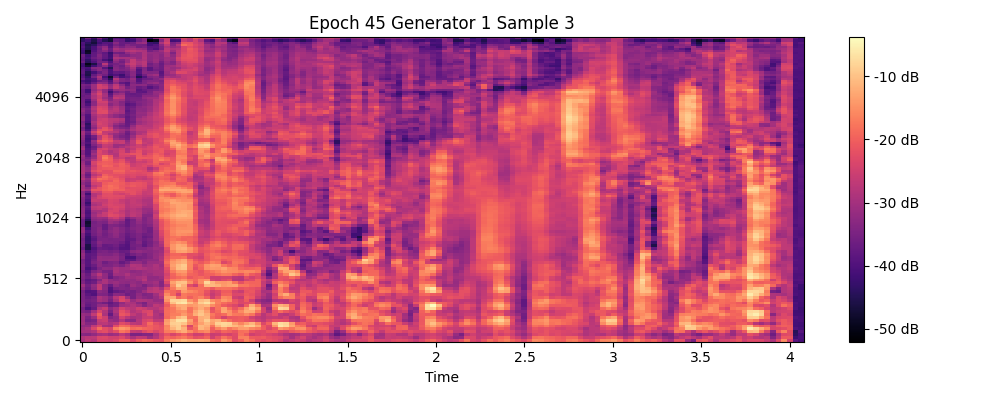 Epoch 45 Generator 1 Sample 3
Hz
4096
2048
1024
512
0
0 0.5 1 1.5 2 2.5 3 3.5 4
Time
-10 dB
-20 dB
-30 dB
-40 dB
-50 dB